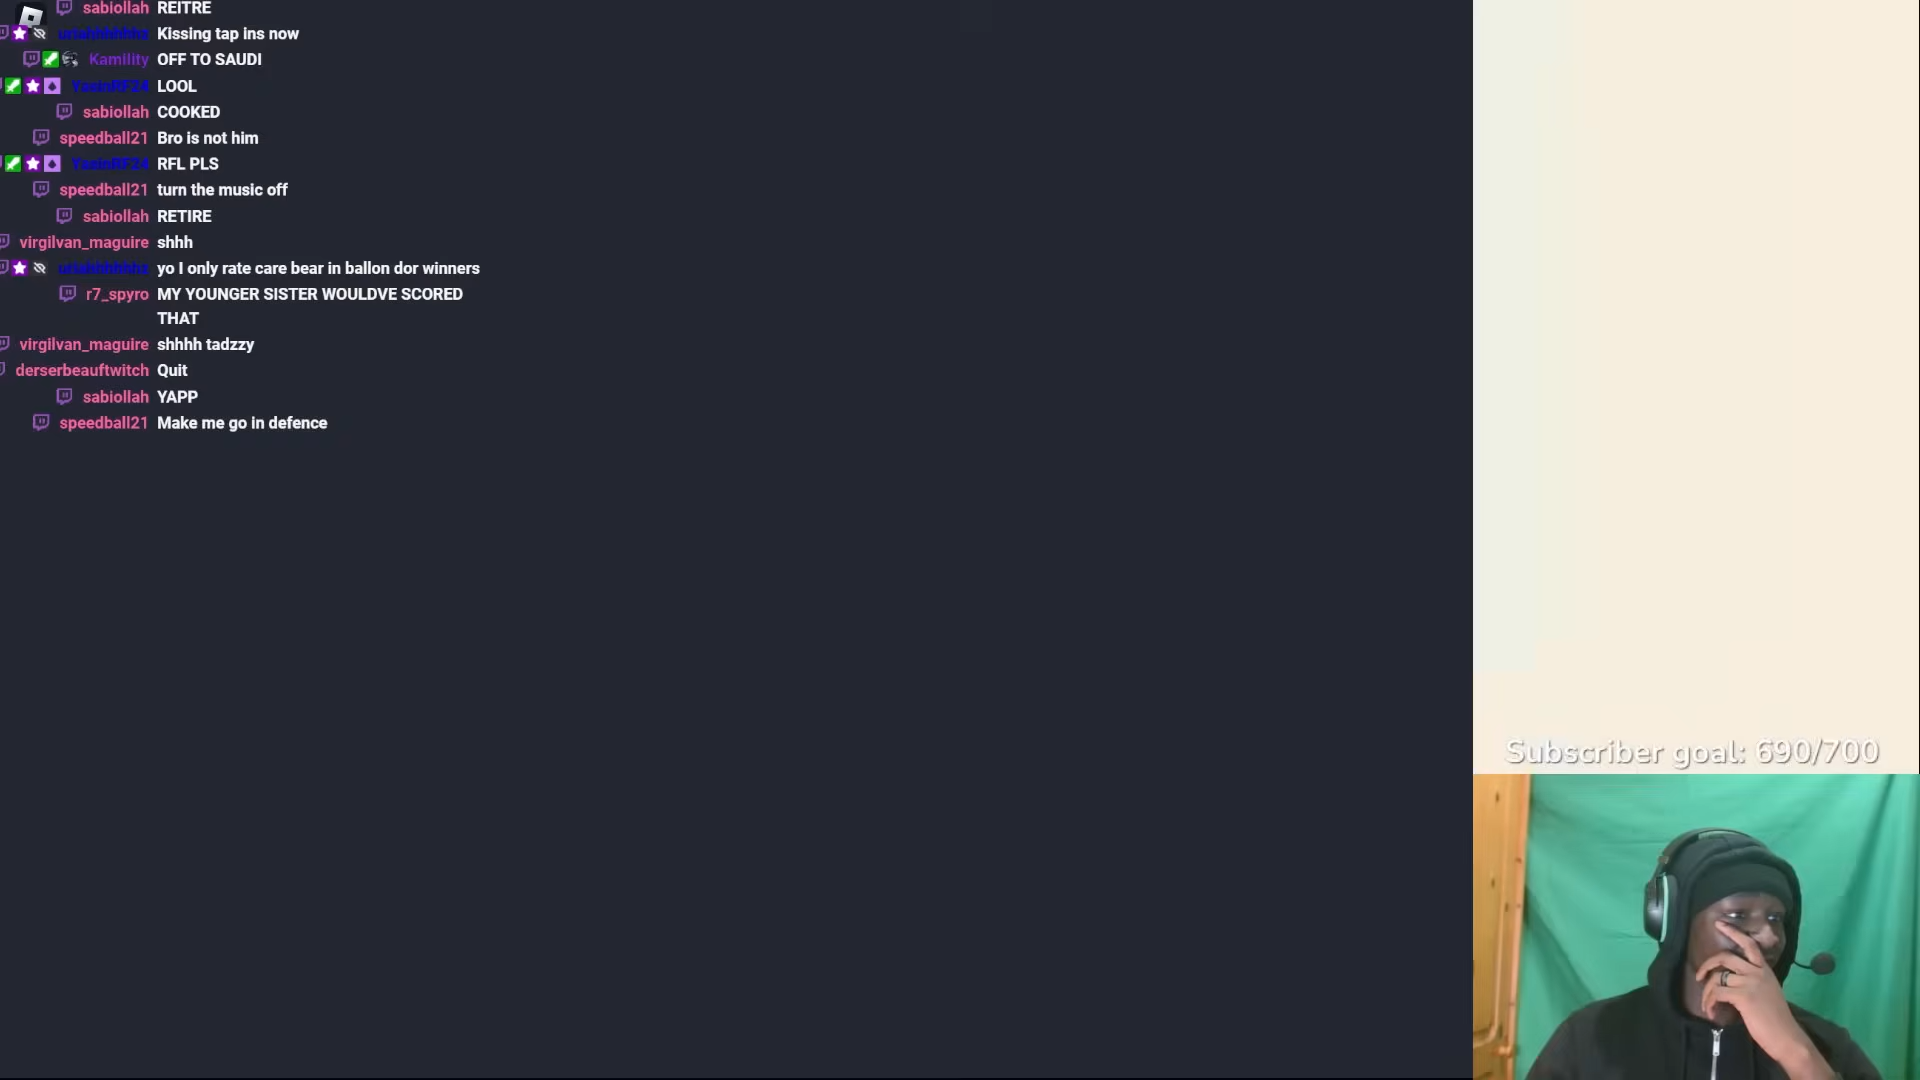 sabiollah REITRE
Kissing tap ins now
Kamility OFF TO SAUDI
YaeinRF24 LOOL
sabiollah COOKED
speedball21 Bro is not him
YaeinRF24 RFL PLS
speedball21 turn the music off
sabiollah RETIRE
virgilvan_maguire shhh
yo I only rate care bear in ballon dor winners
r7_spyro MY YOUNGER SISTER WOULDVE SCORED
THAT
virgilvan_maguire shhhh tadzzy
derserbeauftwitch Quit
sabiollah YAPP
speedball21 Make me go in defence
Subscriber goal: 690/700